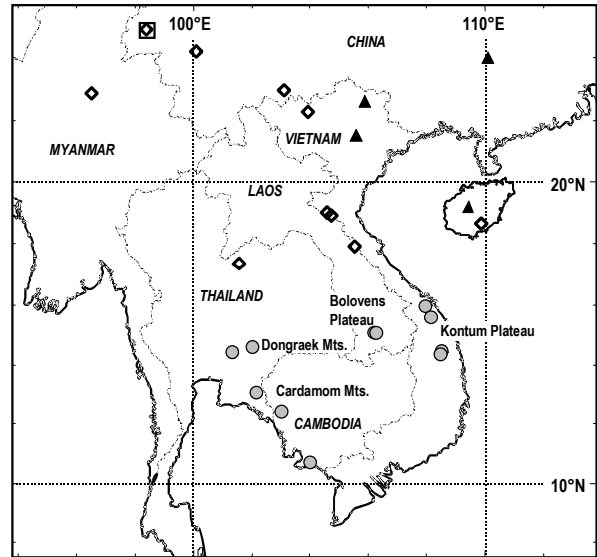 100°E
110°E
CHINA
MYANMAR
VIETNAM
LAOS
20°N
THAILAND
Bolovens
Plateau
Kontum Plateau
Dongraek Mts.
Cardamom Mts.
CAMBODIA
10°N